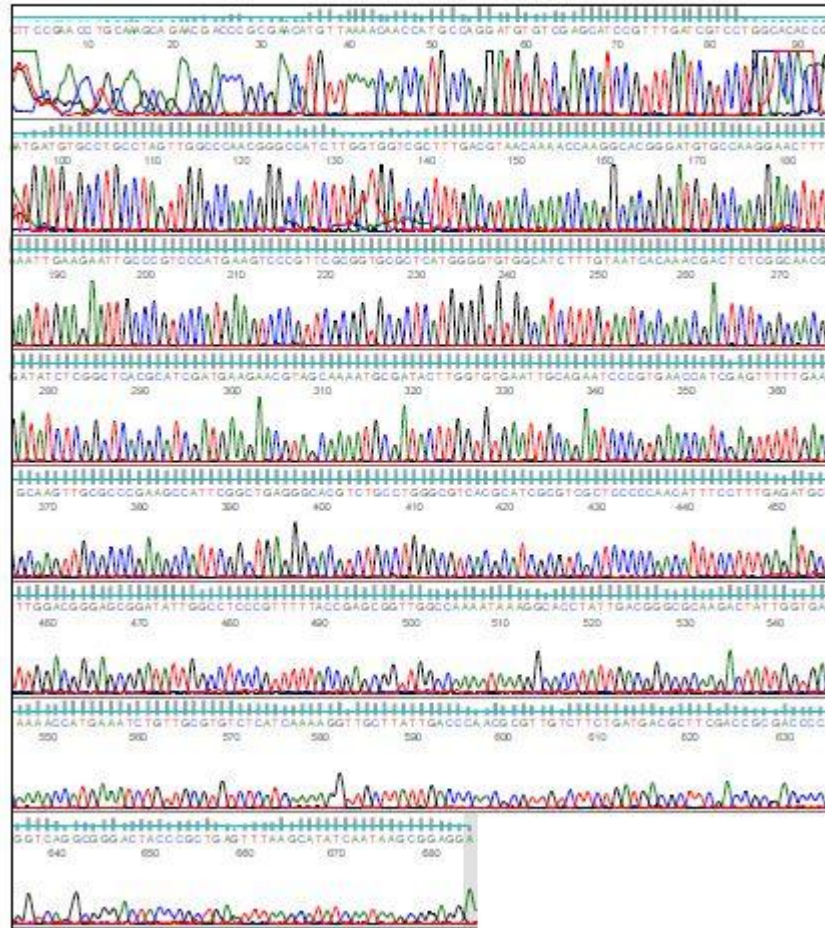 CTTCCGAACCCTGCAAAGCAGAACGACCCGCGAACATGTTAAAACAACCATGCCAGGATGTGTCGAGCATCCGTTTGATCGTCCTGGCACACCG
10 20 30 40 50 60 70 80 90
ATGATGTGCCTGCCTAGTTGGCCCAACGGGCCATCTTGGTGGTCGCTTTGACGTAACAAAACCAAGGCACGGGATGTGCCAAGGAACTTT
100 110 120 130 140 150 160 170 180
AAATTGAAGAATTGCCCGTCCCATGAAGTCCCGTTCGCGGTGCGCTCATGGGGTGTGGCATCTTTGTAATCACAAACGACTCTCGGCAACG
190 200 210 220 230 240 250 260 270
GATATCTCGGCTCACGCATCGATGAAGAACGTAGCAAAATGCGATACTTGGTGTGAATTGCAGAATCCCGTGAACCATCGAGTTTTTGAA
280 290 300 310 320 330 340 350 360
GCAAGTTGCGCCCGAAGCCATTCGGCTGAGGGCACGTCTGCCTGGGCGTCACGCATCGCGTCGCTCCCCCAACATTTCCTTTGAGATGC
370 380 390 400 410 420 430 440 450
TTGGACGGGAGCGGATATTGGCCTCCCGTTTTTACCGAGCGGTTGGCCAAAATAAAGGCACCTATTGACGGGCGCAAGACTATTGGTGA
460 470 480 490 500 510 520 530 540
AAAACCATGAAATCTGTTGCGTGTCTCATCAAAAGGTTGCTTATTGACCCAACGCGTTGTCTTCTGATGACGCTTCGACCGCGACCCC
550 560 570 580 590 600 610 620 630
GGTCAGGCGGGACTACCCGCTGAGTTTAAGCATATCAATAAGCGGAGGA
640 650 660 670 680